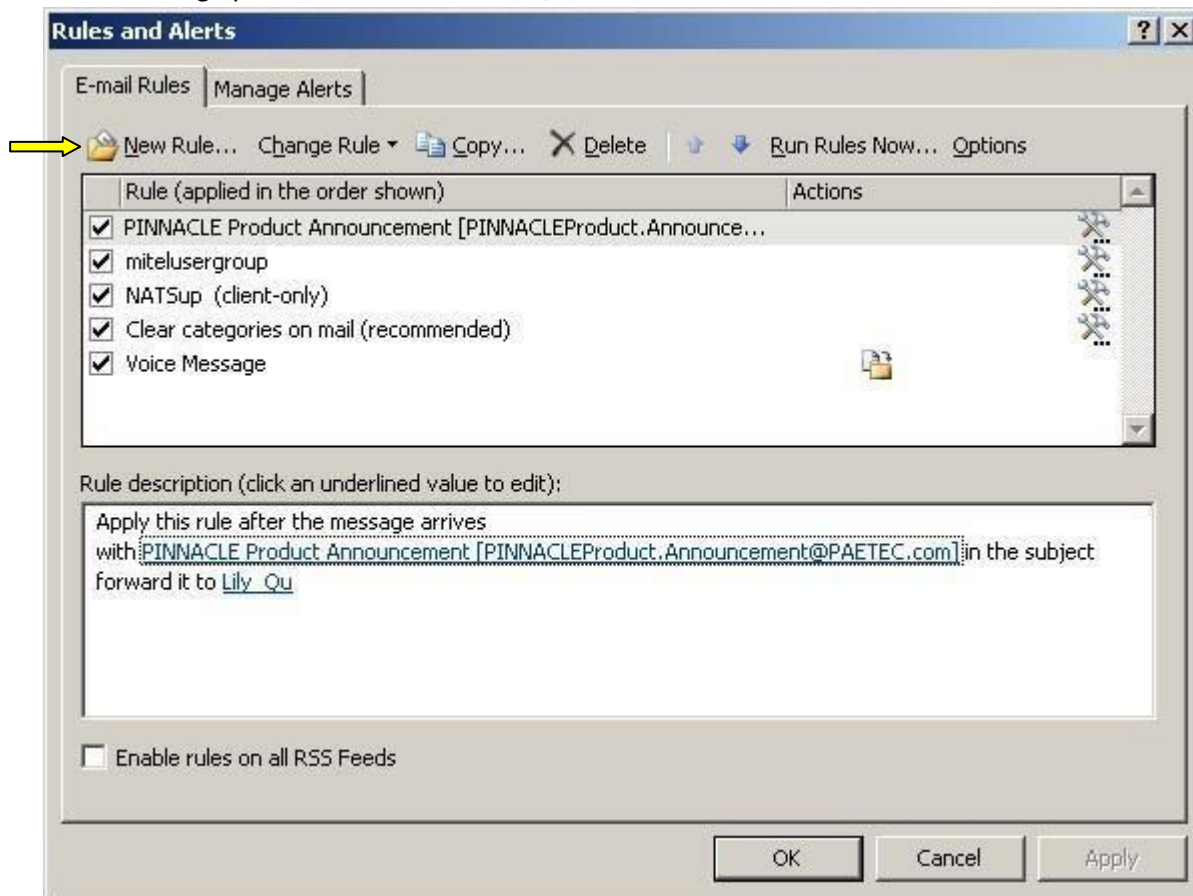 Rules and Alerts
E-mail Rules Manage Alerts
New Rule... Change Rule Copy... Delete Run Rules Now... Options
Rule (applied in the order shown) Actions
PINNACLE Product Announcement [PINNACLEProduct.Announce...
mitelusergroup
NATSup (client-only)
Clear categories on mail (recommended)
Voice Message
Rule description (click an underlined value to edit):
Apply this rule after the message arrives
with PINNACLE Product Announcement [PINNACLEProduct.Announcement@PAETEC.com] in the subject
forward it to Lily Qu
Enable rules on all RSS Feeds
OK Cancel Apply